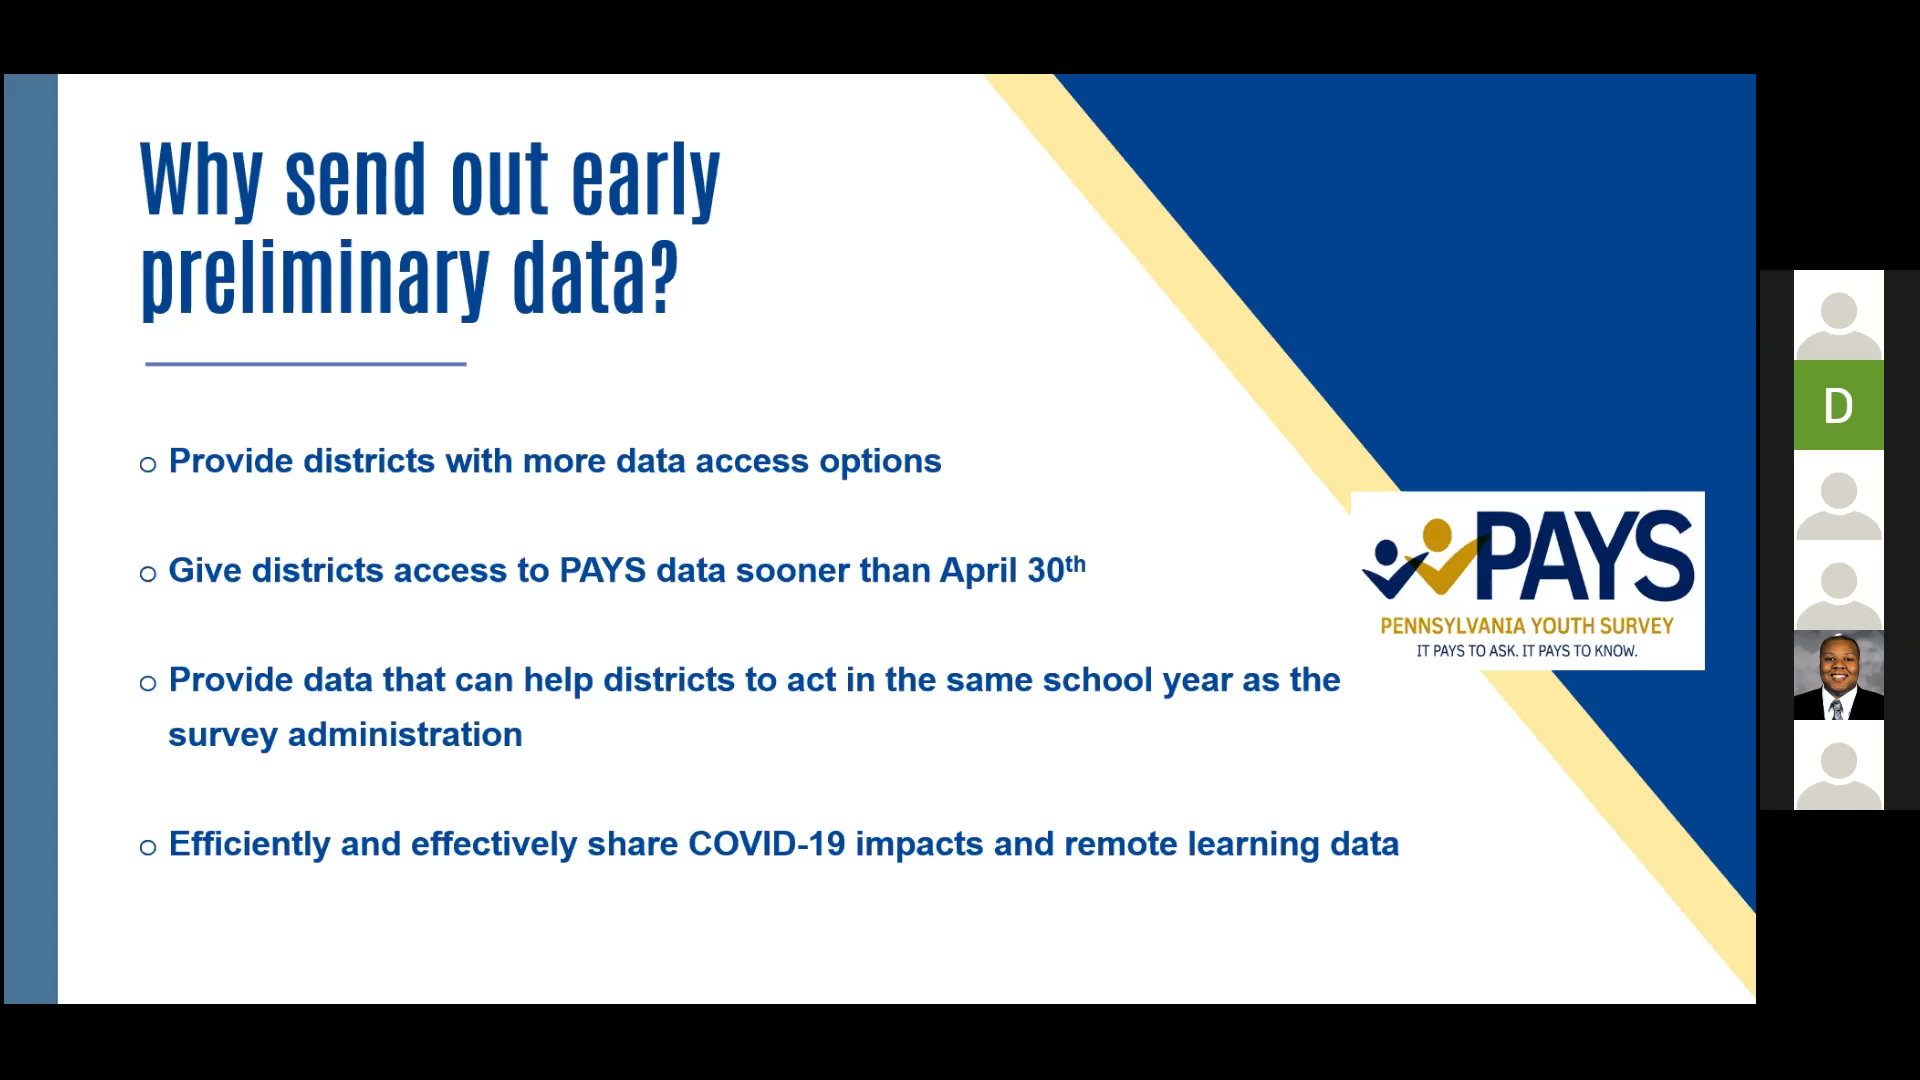 Why send out early
preliminary data?
o Provide districts with more data access options
o Give districts access to PAYS data sooner than April 30th
o Provide data that can help districts to act in the same school year as the
survey administration
o Efficiently and effectively share COVID-19 impacts and remote learning data
PAYS
PENNSYLVANIA YOUTH SURVEY
IT PAYS TO ASK. IT PAYS TO KNOW.
D